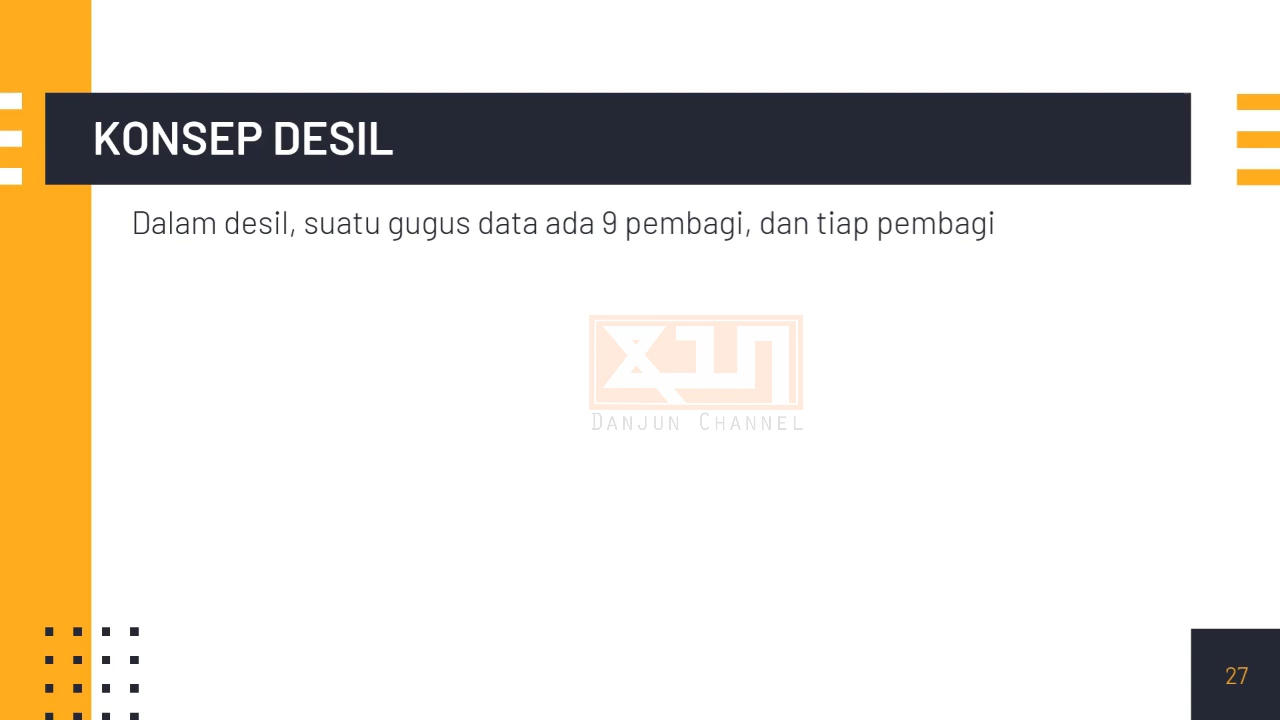 KONSEP DESIL
Dalam desil, suatu gugus data ada 9 pembagi, dan tiap pembagi
DANJUN CHANNEL
27